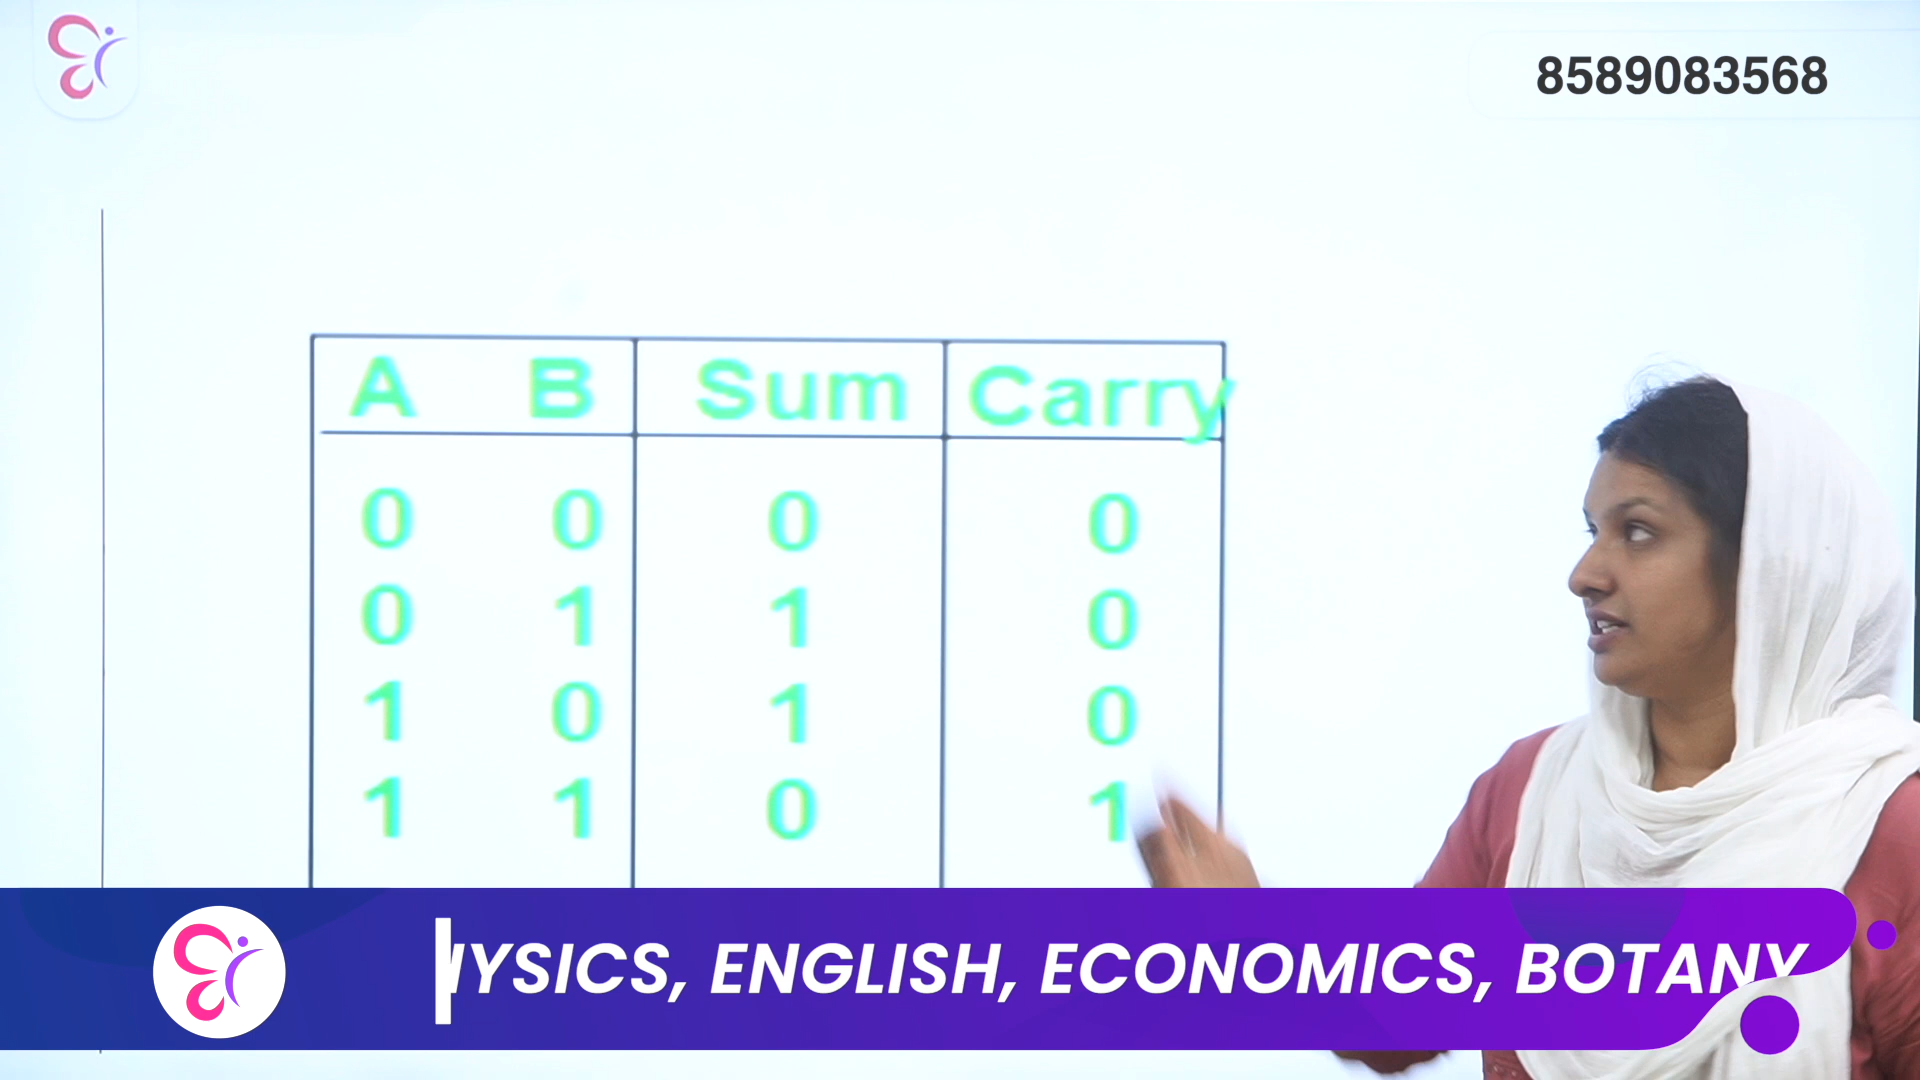 8589083568
A B Sum Carry
0 0 0 0
0 1 1 0
1 0 1 0
1 1 0 1
YSICS, ENGLISH, ECONOMICS, BOTANY